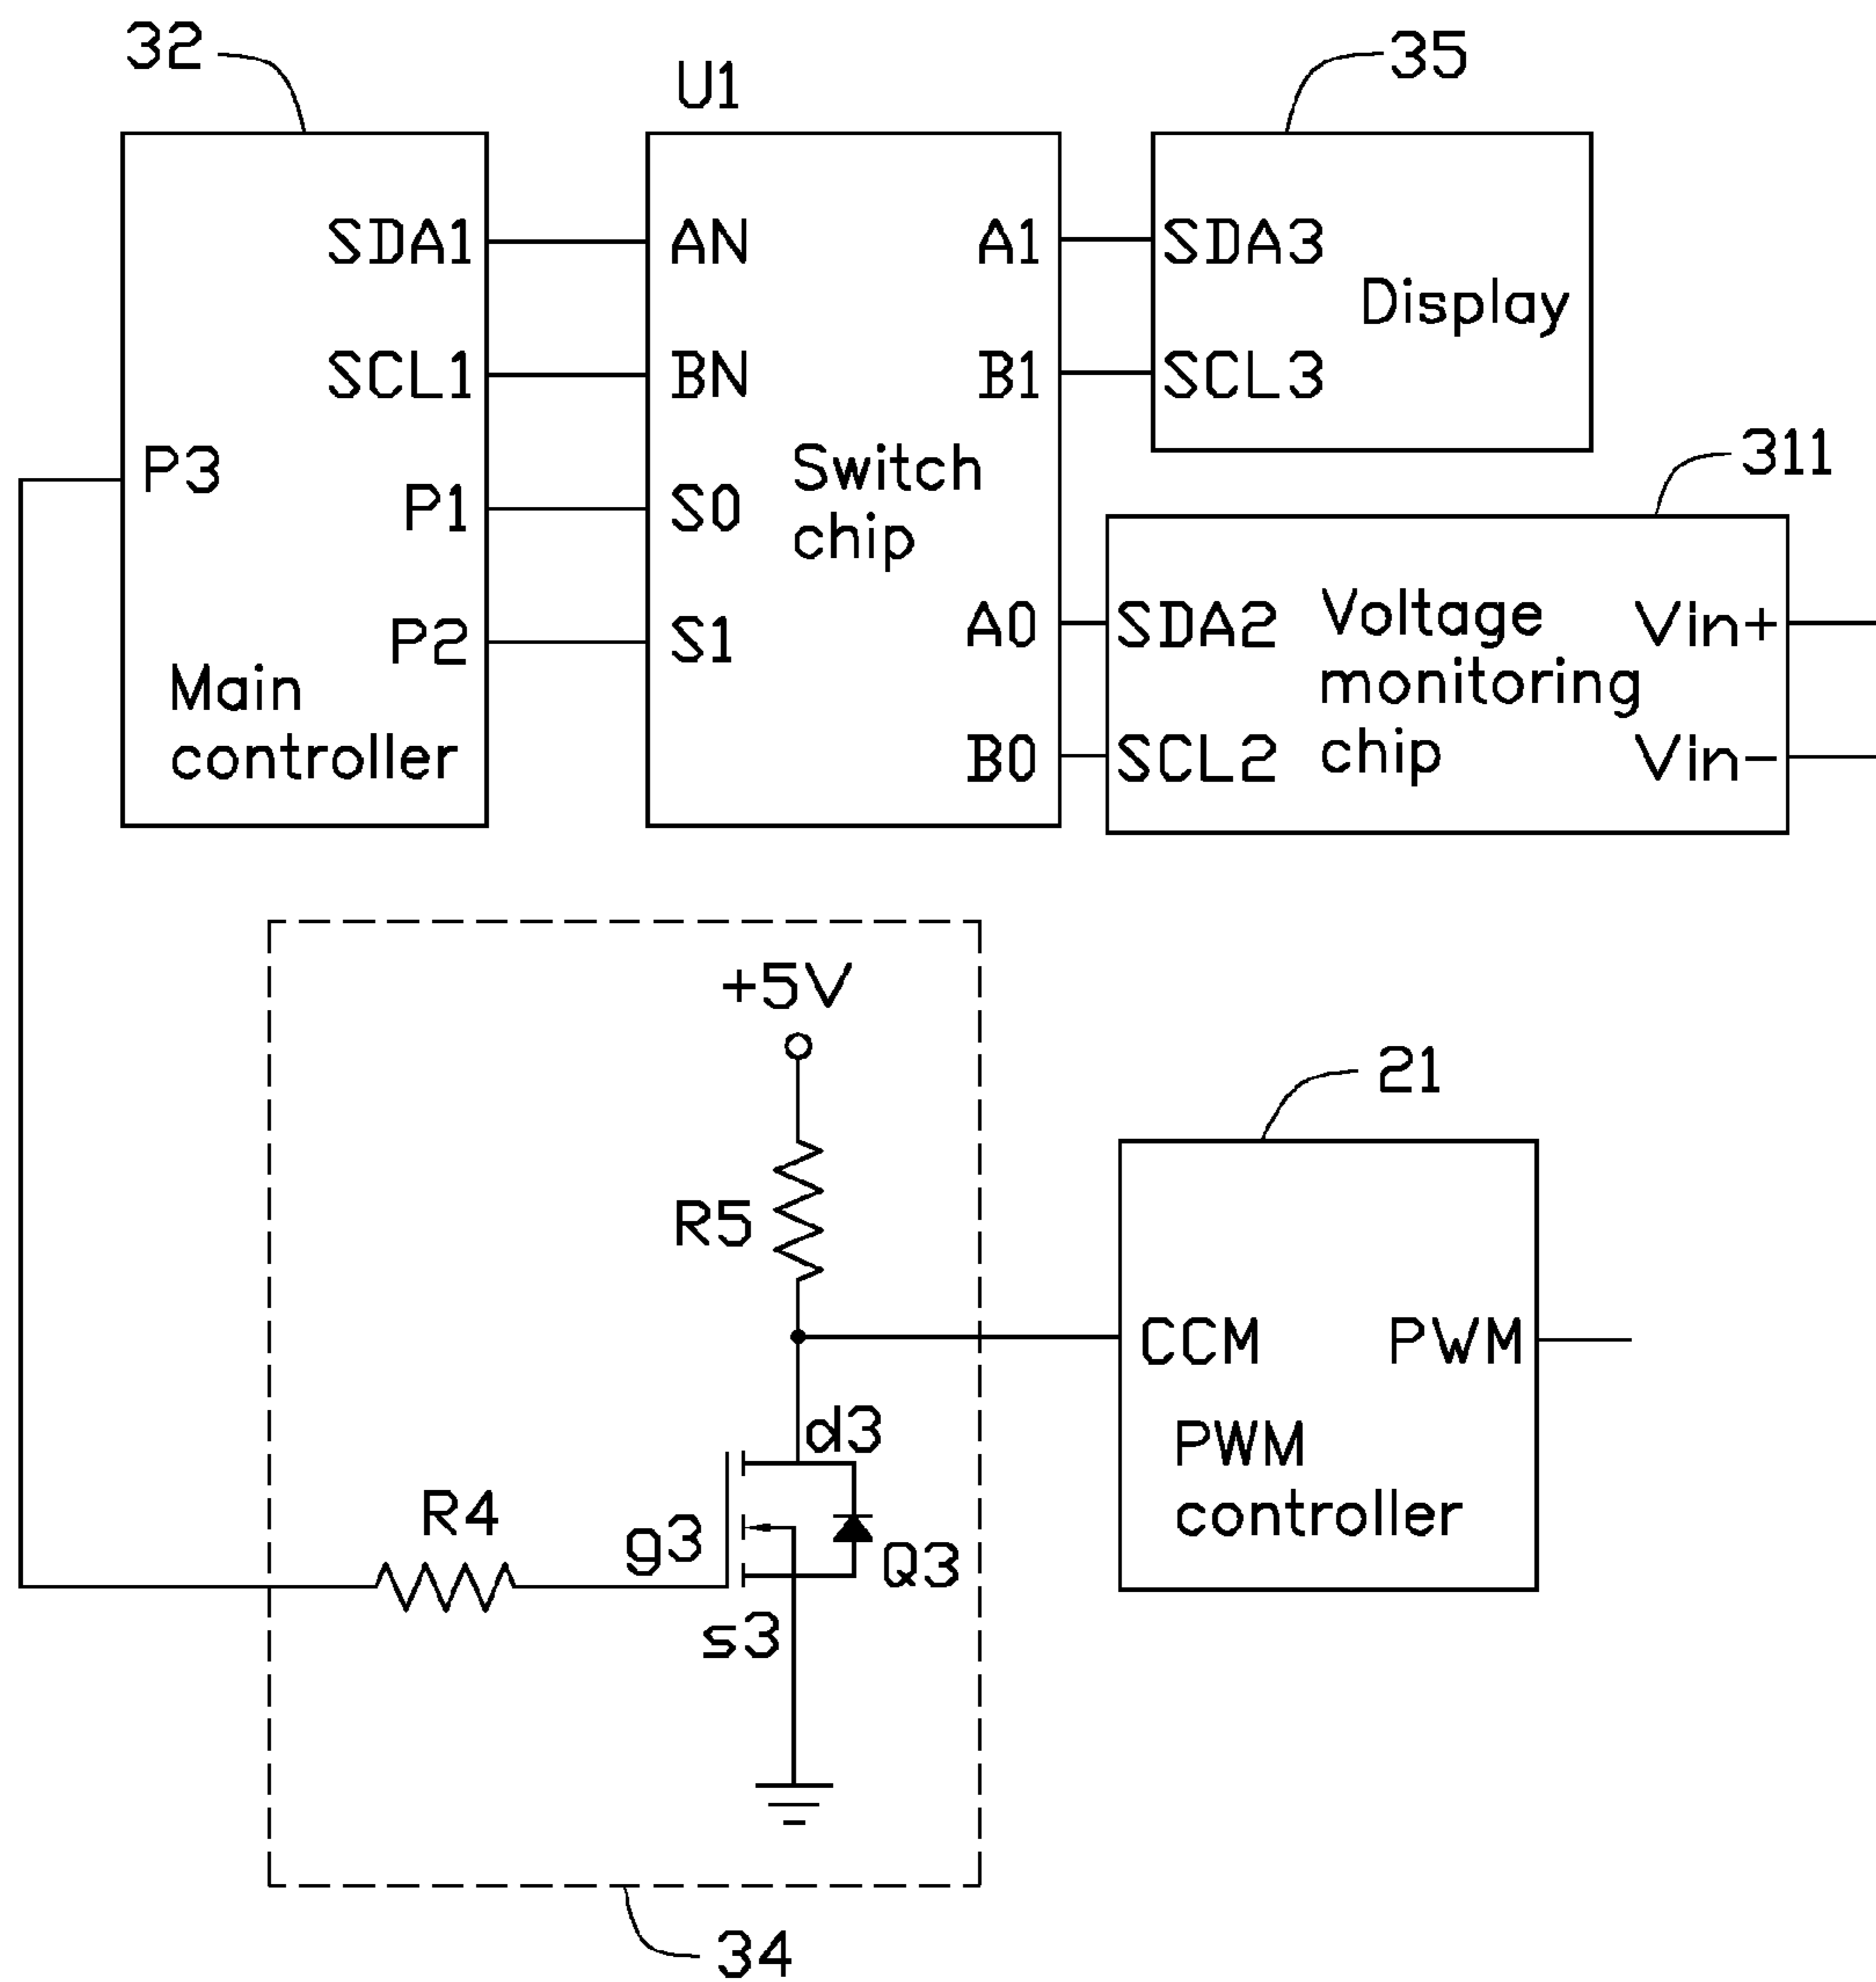 32
U1
35
SDA1
AN
A1
SDA3
Display
SCL1
BN
B1
SCL3
311
P3
P1
S0
Switch
chip
P2
S1
A0
SDA2
Voltage
monitoring
chip
Vin+
Main
controller
B0
SCL2
Vin-
+5V
21
R5
CCM
PWM
d3
PWM
controller
R4
g3
Q3
s3
34